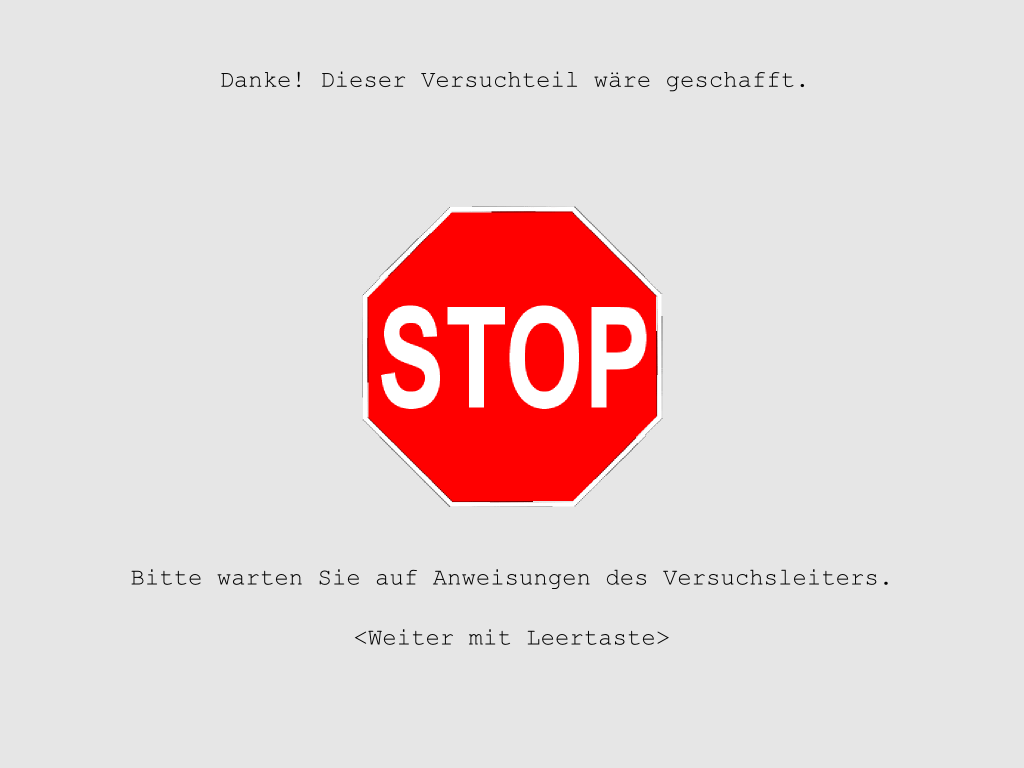 Danke! Dieser Versuchteil wäre geschafft.
STOP
Bitte warten Sie auf Anweisungen des Versuchsleiters.
<Weiter mit Leertaste>